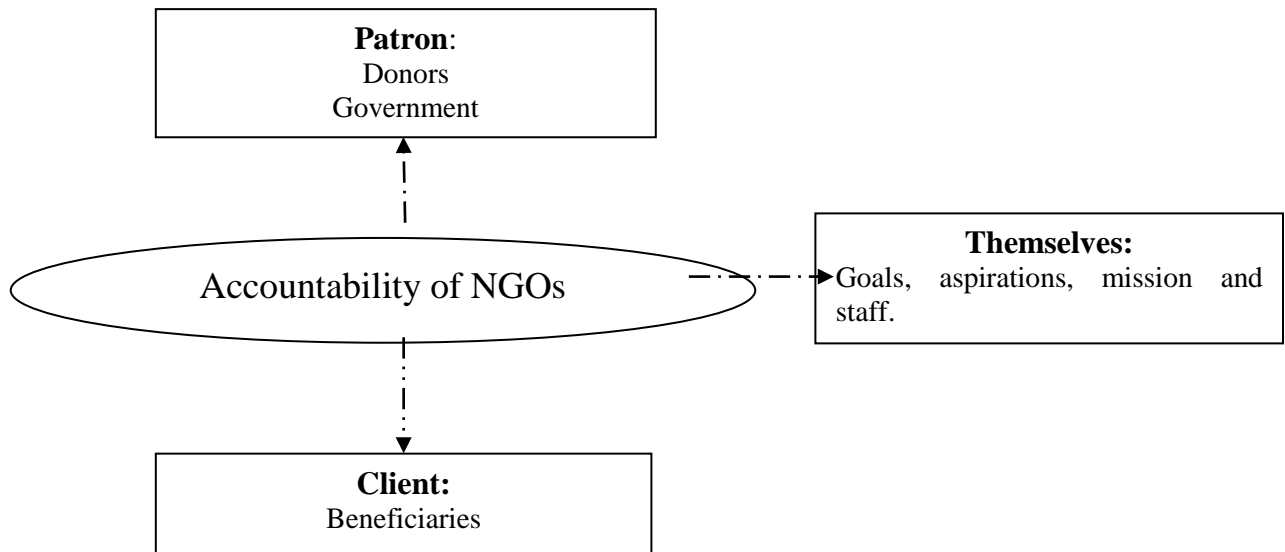 Patron:
Donors
Government
Themselves:
Goals, aspirations, mission and
staff.
Accountability of NGOs
Client:
Beneficiaries